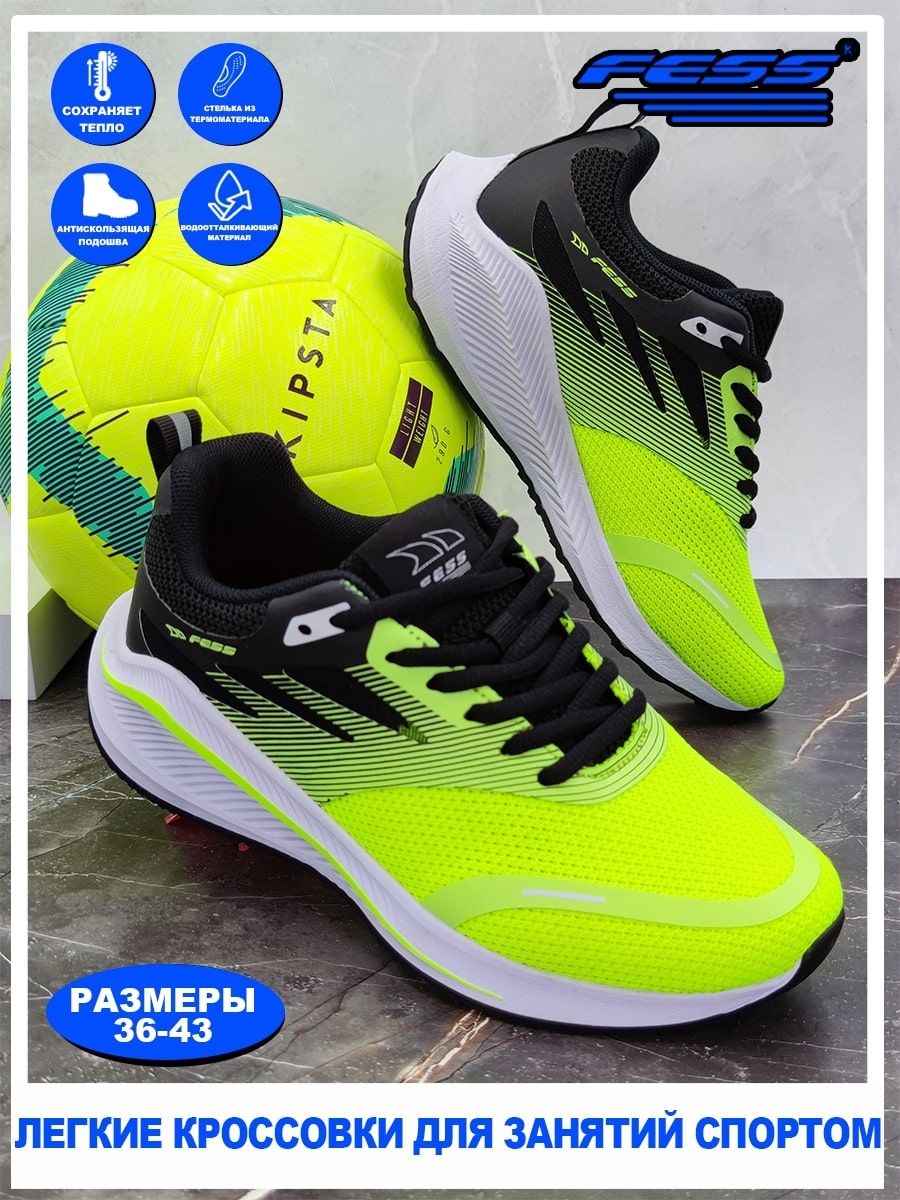 СОХРАНЯЕТ
ТЕПЛО
СТЕЛЬКА ИЗ
ТЕРМОМАТЕРИАЛА
FESS
K
АНТИСКОЛЬЗЯЩАЯ
ПОДОШВА
ВОДООТТАЛКИВАЮЩИЙ
МАТЕРИАЛ
FESS
KIPSTA
LIGHT
WEIGHT
290 G
FESS
FESS
РАЗМЕРЫ
36-43
ЛЕГКИЕ КРОССОВКИ ДЛЯ ЗАНЯТИЙ СПОРТОМ